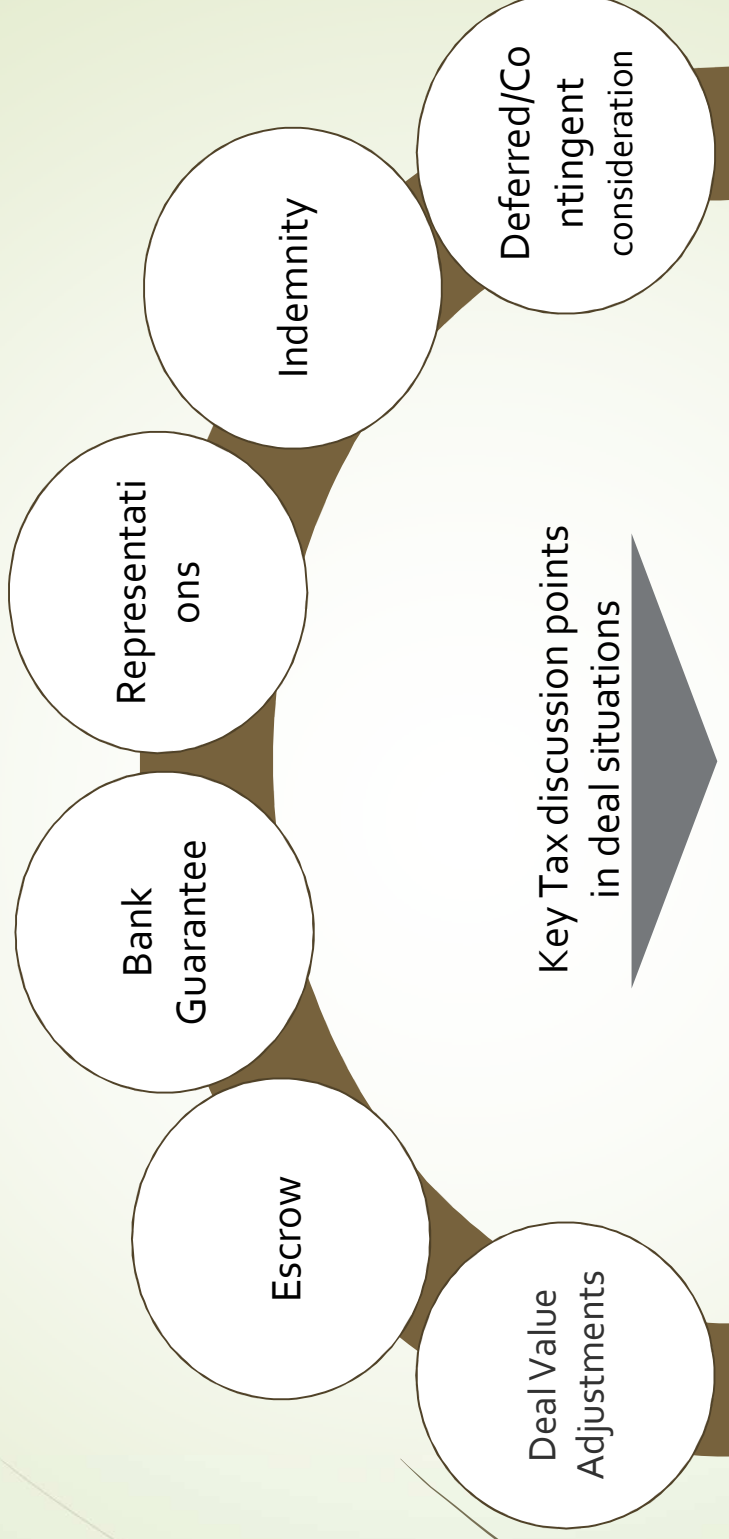 Deal Value
Adjustments
Escrow
Bank
Guarantee
Representati
ons
Indemnity
Deferred/Co
ntingent
consideration
Key Tax discussion points
in deal situations